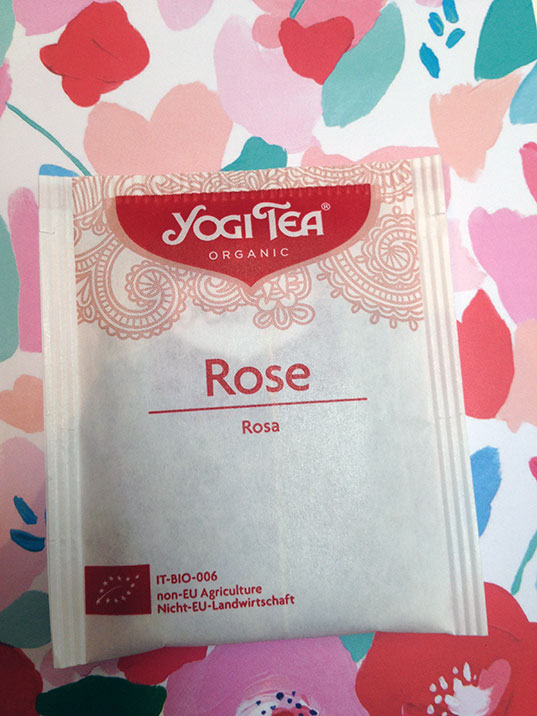 YOGI TEA®
ORGANIC
Rose
Rosa
IT-BIO-006
non-EU Agriculture
Nicht-EU-Landwirtschaft